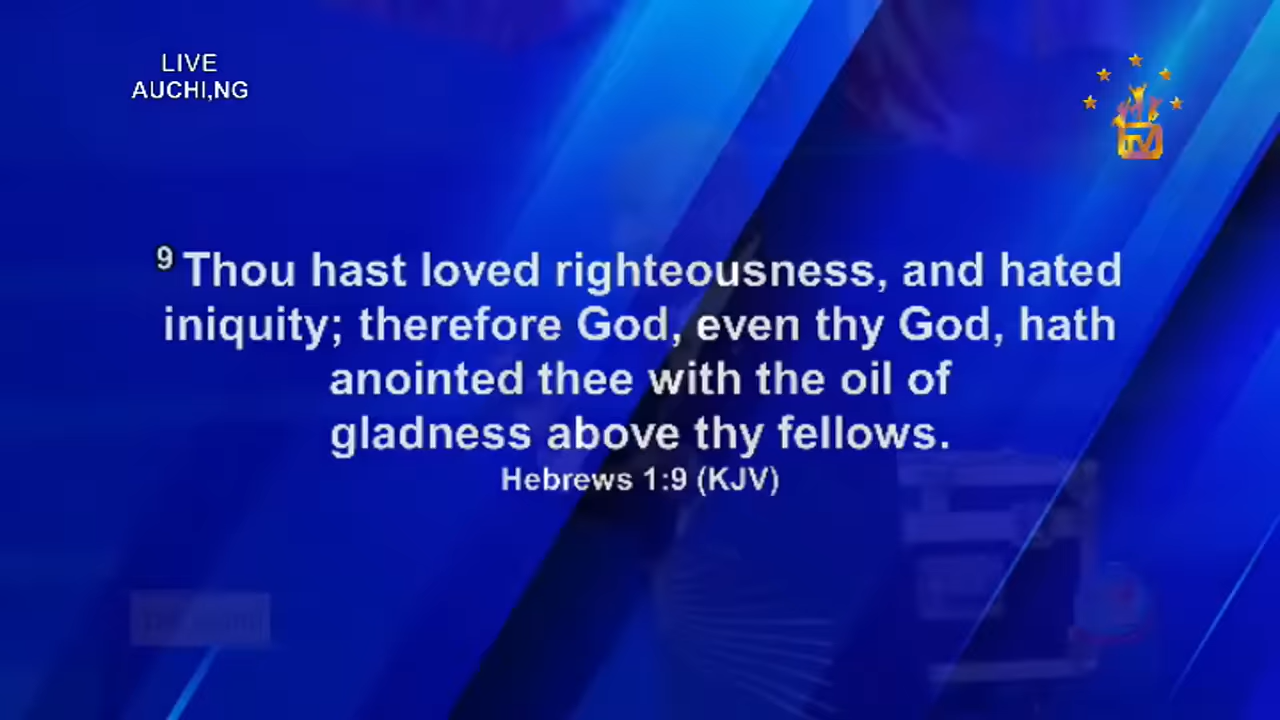 LIVE
AUCHI,NG
TV
9 Thou hast loved righteousness, and hated
iniquity; therefore God, even thy God, hath
anointed thee with the oil of
gladness above thy fellows.
Hebrews 1:9 (KJV)